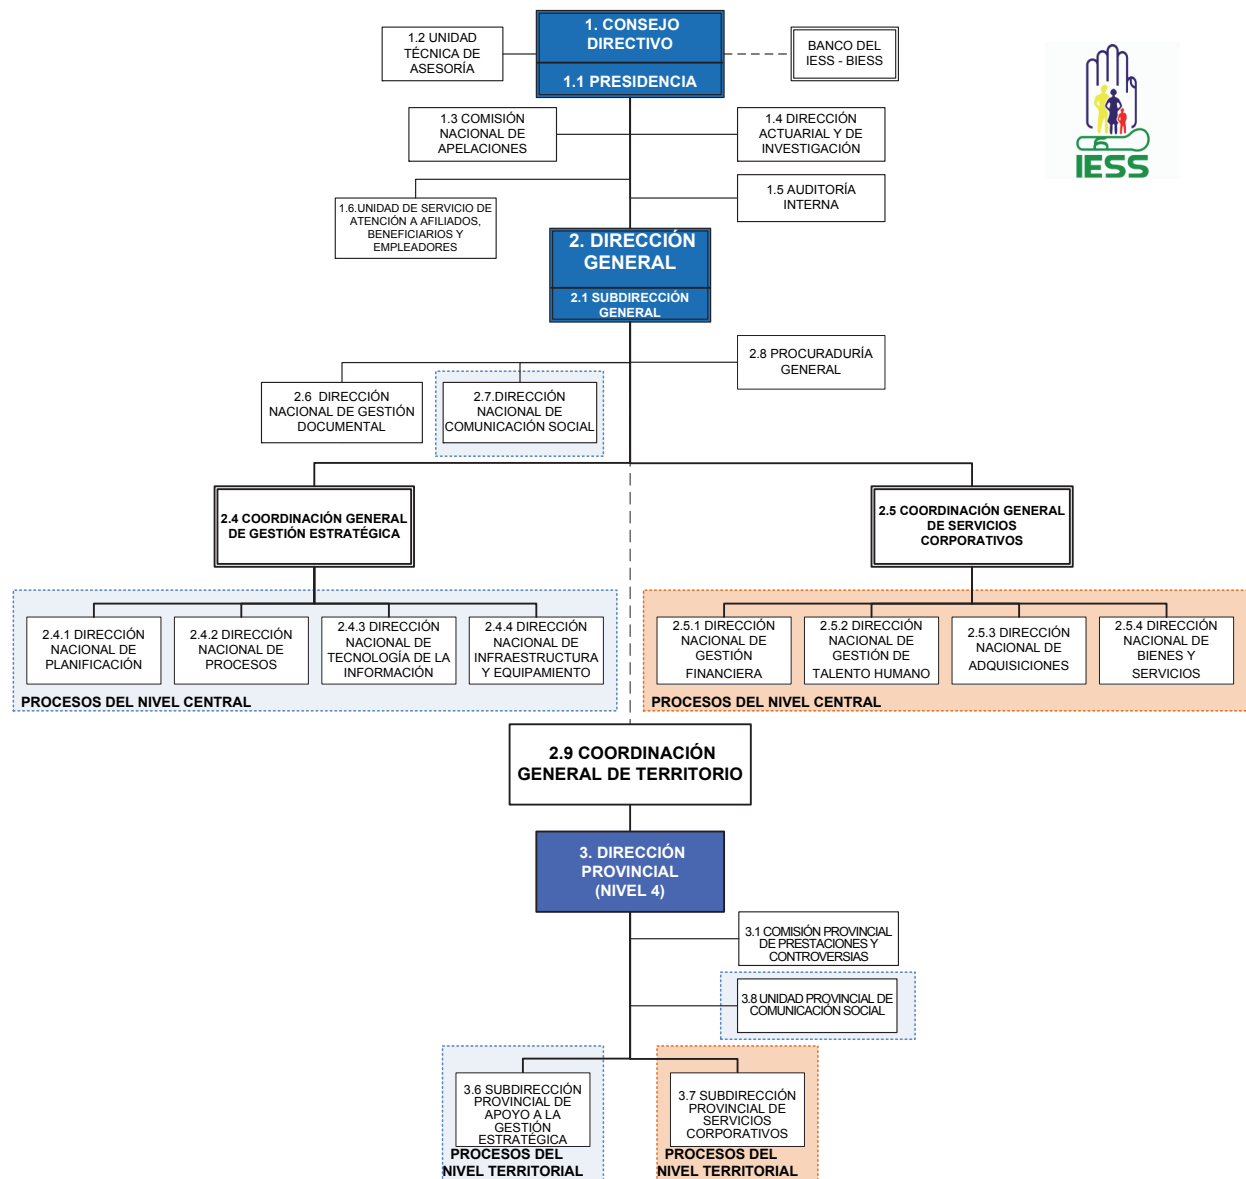 1. CONSEJO
DIRECTIVO
1.1 PRESIDENCIA
1.2 UNIDAD
TÉCNICA DE
ASESORÍA
BANCO DEL
IESS - BIESS
IESS
1.3 COMISIÓN
NACIONAL DE
APELACIONES
1.4 DIRECCIÓN
ACTUARIAL Y DE
INVESTIGACIÓN
1.5 AUDITORÍA
INTERNA
1.6.UNIDAD DE SERVICIO DE
ATENCIÓN A AFILIADOS,
BENEFICIARIOS Y
EMPLEADORES
2. DIRECCIÓN
GENERAL
2.1 SUBDIRECCIÓN
GENERAL
2.8 PROCURADURÍA
GENERAL
2.6 DIRECCIÓN
NACIONAL DE GESTIÓN
DOCUMENTAL
2.7.DIRECCIÓN
NACIONAL DE
COMUNICACIÓN SOCIAL
2.4 COORDINACIÓN GENERAL
DE GESTIÓN ESTRATÉGICA
2.5 COORDINACIÓN GENERAL
DE SERVICIOS
CORPORATIVOS
2.4.1 DIRECCIÓN
NACIONAL DE
PLANIFICACIÓN
2.4.2 DIRECCIÓN
NACIONAL DE
PROCESOS
2.4.3 DIRECCIÓN
NACIONAL DE
TECNOLOGÍA DE LA
INFORMACIÓN
2.4.4 DIRECCIÓN
NACIONAL DE
INFRAESTRUCTURA
Y EQUIPAMIENTO
PROCESOS DEL NIVEL CENTRAL
2.5.1 DIRECCIÓN
NACIONAL DE
GESTIÓN
FINANCIERA
2.5.2 DIRECCIÓN
NACIONAL DE
GESTIÓN DE
TALENTO HUMANO
2.5.3 DIRECCIÓN
NACIONAL DE
ADQUISICIONES
2.5.4 DIRECCIÓN
NACIONAL DE
BIENES Y
SERVICIOS
PROCESOS DEL NIVEL CENTRAL
2.9 COORDINACIÓN
GENERAL DE TERRITORIO
3. DIRECCIÓN
PROVINCIAL
(NIVEL 4)
3.1 COMISIÓN PROVINCIAL
DE PRESTACIONES Y
CONTROVERSIAS
3.8 UNIDAD PROVINCIAL DE
COMUNICACIÓN SOCIAL
3.6 SUBDIRECCIÓN
PROVINCIAL DE
APOYO A LA
GESTIÓN
ESTRATÉGICA
PROCESOS DEL
NIVEL TERRITORIAL
3.7 SUBDIRECCIÓN
PROVINCIAL DE
SERVICIOS
CORPORATIVOS
PROCESOS DEL
NIVEL TERRITORIAL